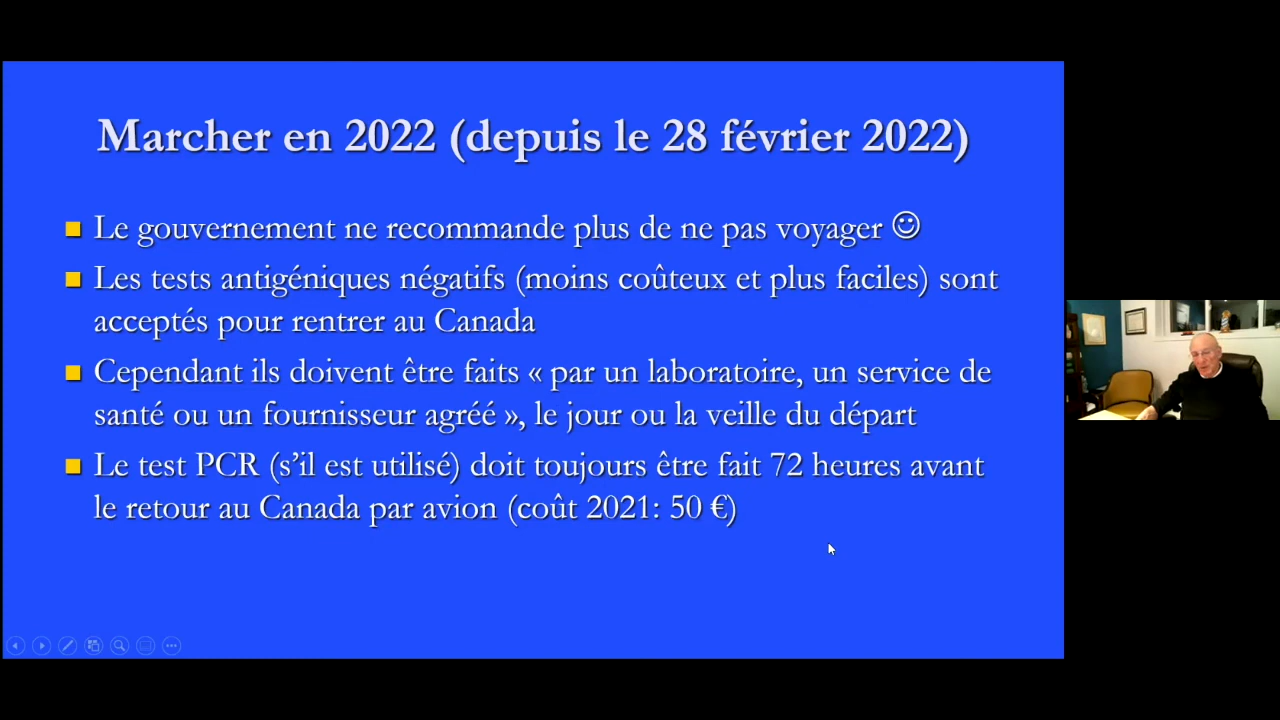 Marcher en 2022 (depuis le 28 février 2022)
Le gouvernement ne recommande plus de ne pas voyager ☺
Les tests antigéniques négatifs (moins coûteux et plus faciles) sont
acceptés pour rentrer au Canada
Cependant ils doivent être faits « par un laboratoire, un service de
santé ou un fournisseur agréé », le jour ou la veille du départ
Le test PCR (s’il est utilisé) doit toujours être fait 72 heures avant
le retour au Canada par avion (coût 2021: 50 €)